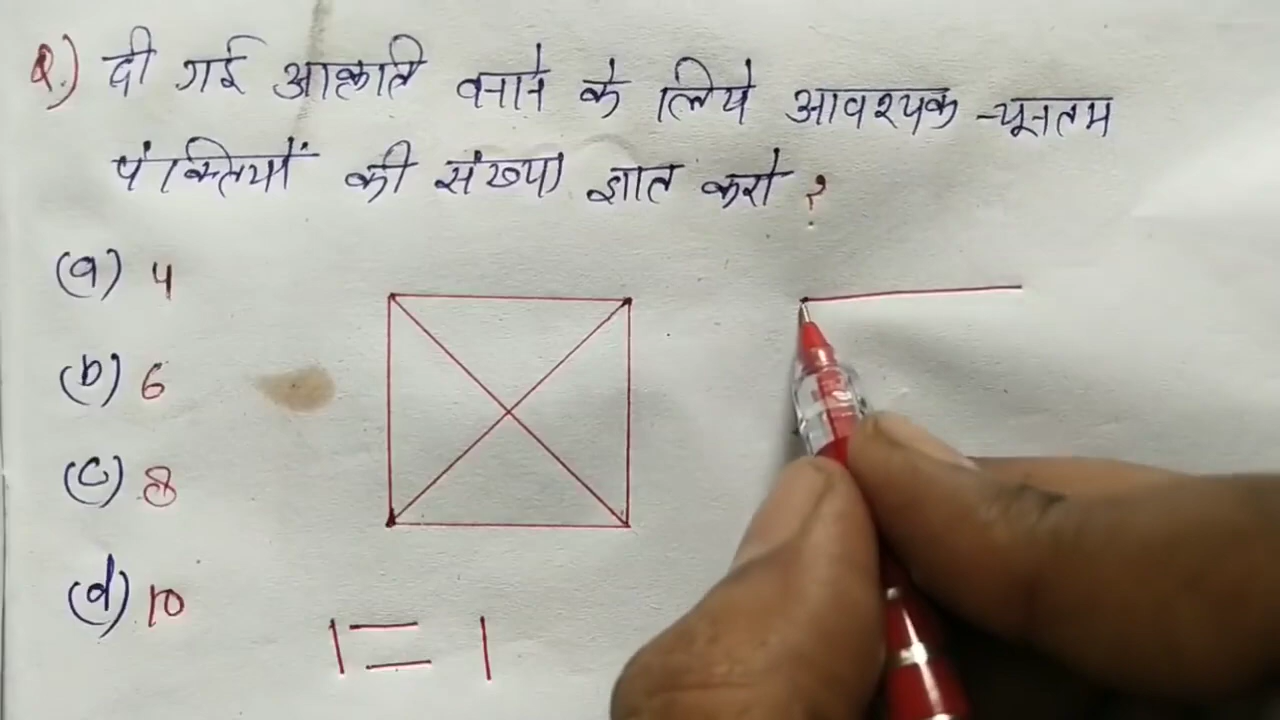 Q.) दी गई आकृति बनाने के लिये आवश्यक न्यूनतम
पंक्तियों की संख्या ज्ञात करो ?
(a) 4
(b) 6
(c) 8
(d) 10